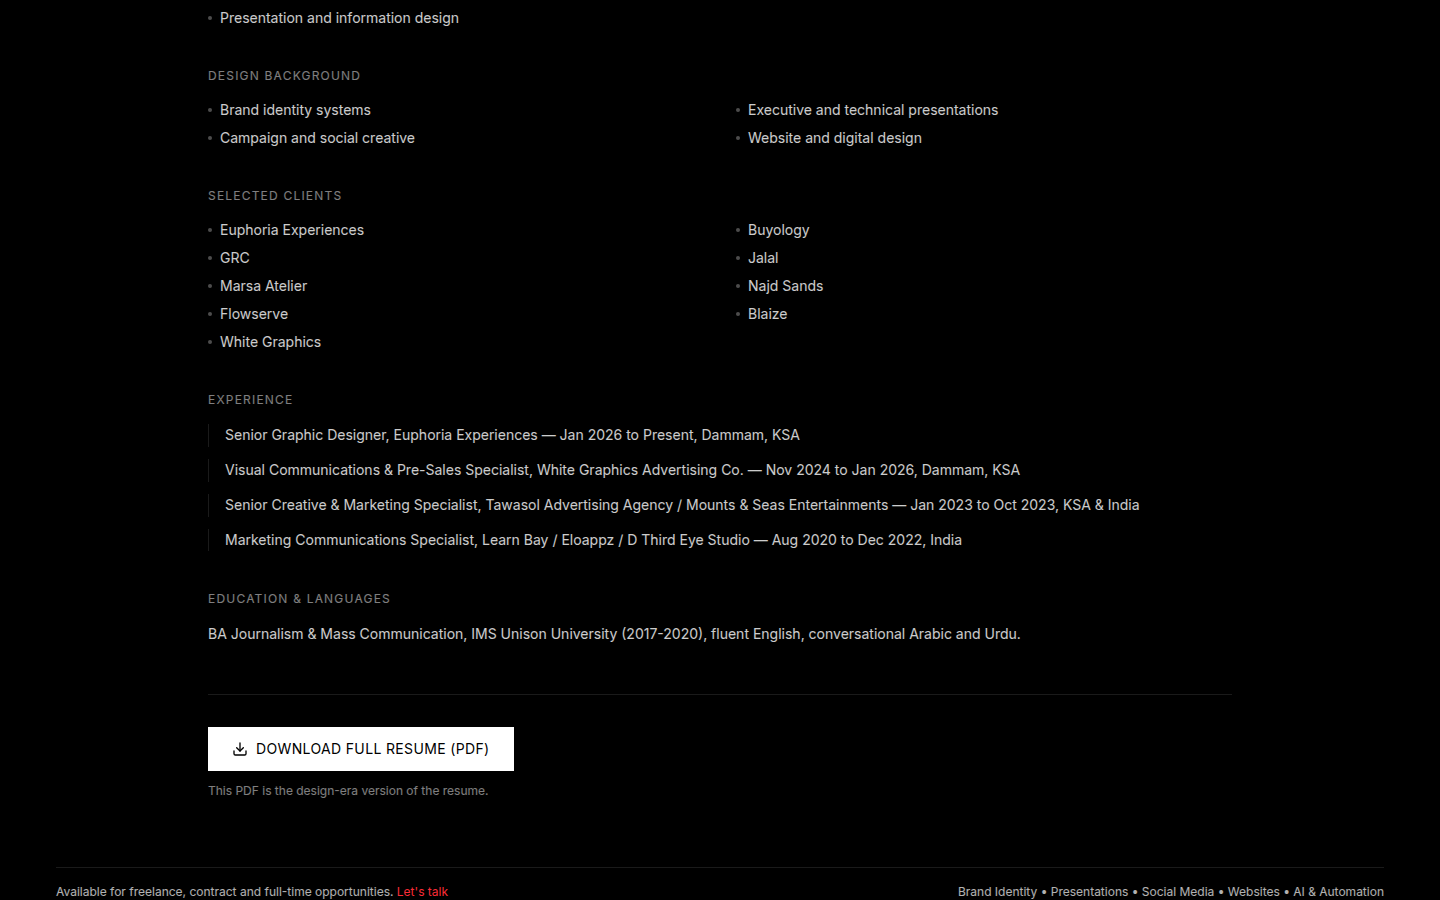 Presentation and information design
DESIGN BACKGROUND
Brand identity systems
Executive and technical presentations
Campaign and social creative
Website and digital design
SELECTED CLIENTS
Euphoria Experiences
Buyology
GRC
Jalal
Marsa Atelier
Najd Sands
Flowserve
Blaize
White Graphics
EXPERIENCE
Senior Graphic Designer, Euphoria Experiences — Jan 2026 to Present, Dammam, KSA
Visual Communications & Pre-Sales Specialist, White Graphics Advertising Co. — Nov 2024 to Jan 2026, Dammam, KSA
Senior Creative & Marketing Specialist, Tawasol Advertising Agency / Mounts & Seas Entertainments — Jan 2023 to Oct 2023, KSA & India
Marketing Communications Specialist, Learn Bay / Eloappz / D Third Eye Studio — Aug 2020 to Dec 2022, India
EDUCATION & LANGUAGES
BA Journalism & Mass Communication, IMS Unison University (2017-2020), fluent English, conversational Arabic and Urdu.
DOWNLOAD FULL RESUME (PDF)
This PDF is the design-era version of the resume.
Available for freelance, contract and full-time opportunities. Let's talk
Brand Identity • Presentations • Social Media • Websites • AI & Automation